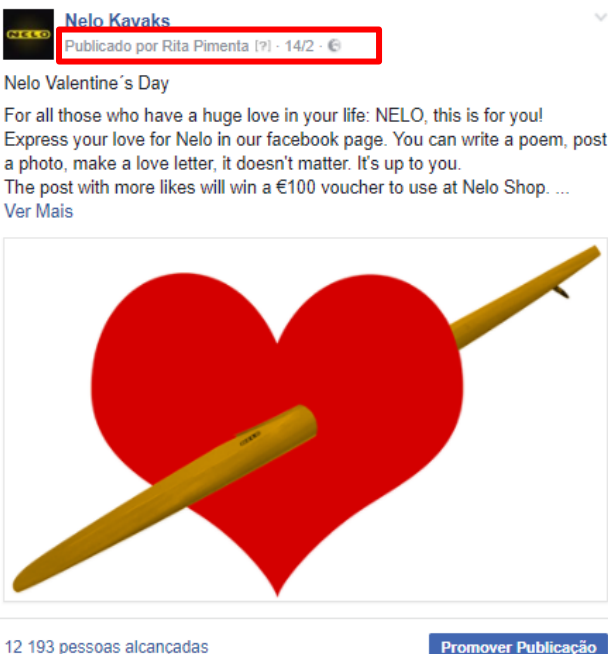 NELO
Nelo Kayaks
Publicado por Rita Pimenta [?] · 14/2 ·
Nelo Valentine´s Day
For all those who have a huge love in your life: NELO, this is for you!
Express your love for Nelo in our facebook page. You can write a poem, post
a photo, make a love letter, it doesn't matter. It's up to you.
The post with more likes will win a €100 voucher to use at Nelo Shop. ...
Ver Mais
12 193 pessoas alcançadas
Promover Publicação